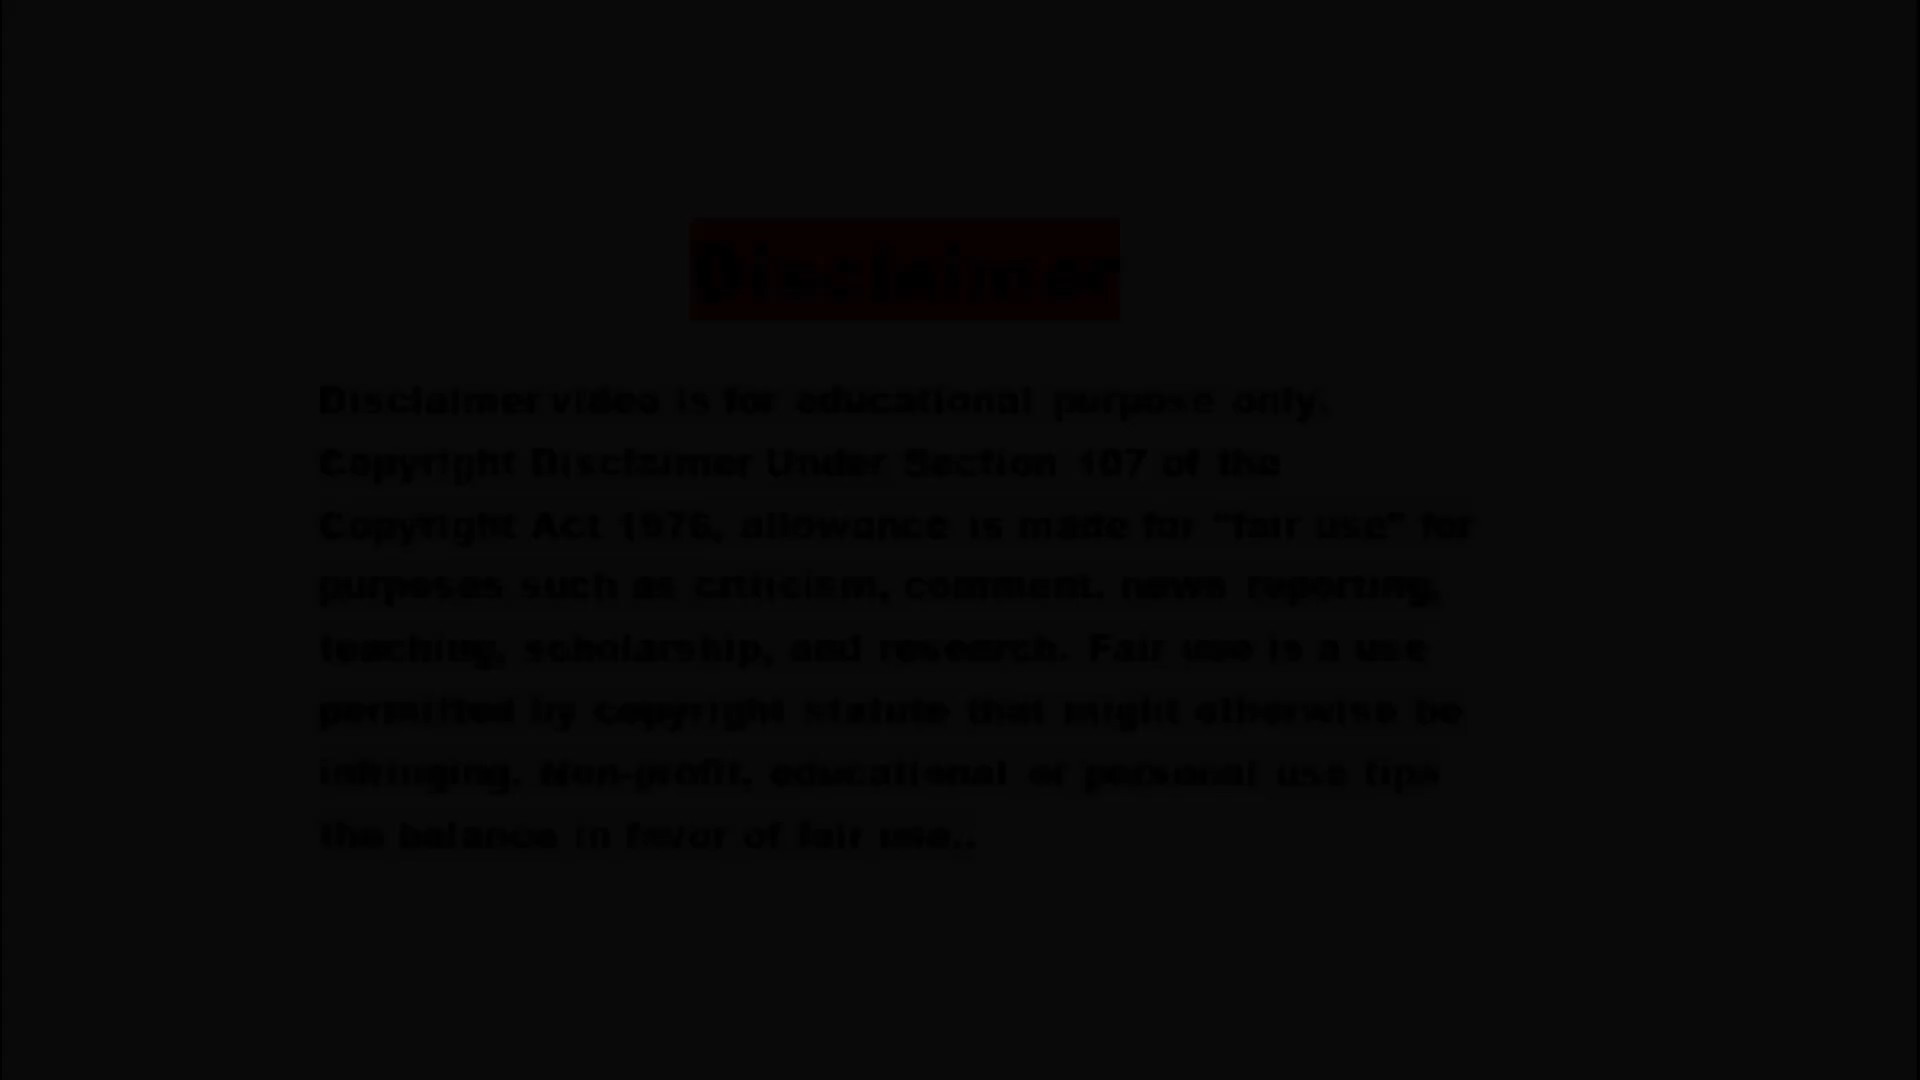 Disclaimer
Disclaimer video is for educational purpose only.
Copyright Disclaimer Under Section 107 of the
Copyright Act 1976, allowance is made for "fair use" for
purposes such as criticism, comment, news reporting,
teaching, scholarship, and research. Fair use is a use
permitted by copyright statute that might otherwise be
infringing. Non-profit, educational or personal use tips
the balance in favor of fair use..